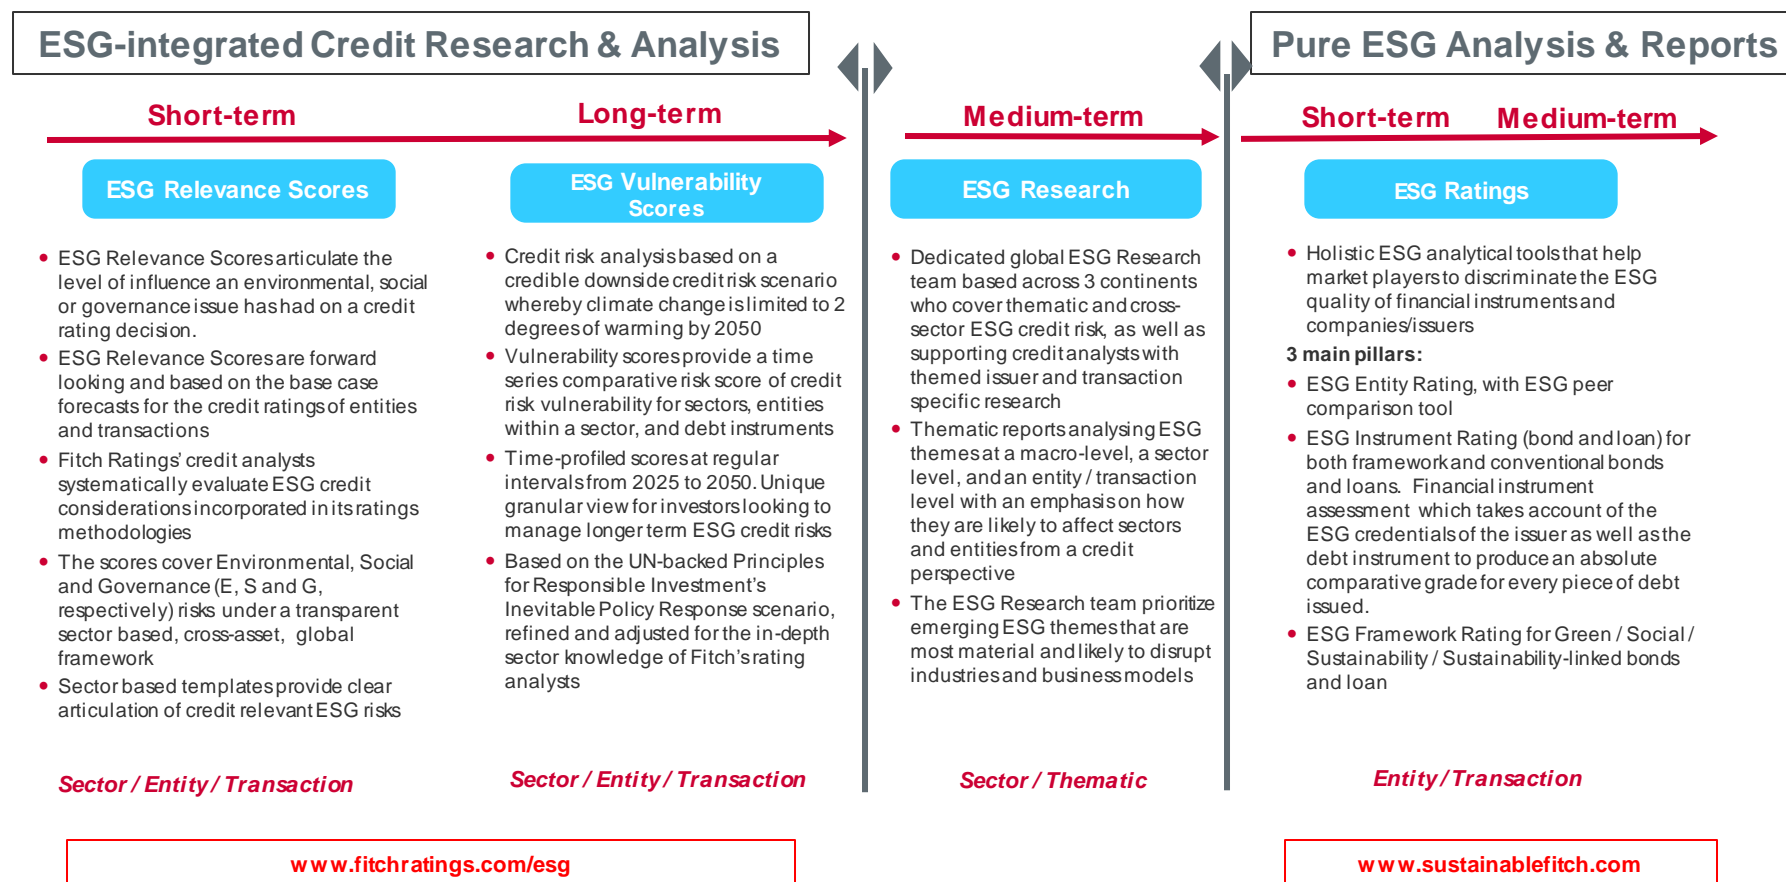 ESG-integrated Credit Research & Analysis
Pure ESG Analysis & Reports
Short-term
Long-term
Medium-term
Short-term
Medium-term
ESG Relevance Scores
• ESG Relevance Scores articulate the
level of influence an environmental, social
or governance issue has had on a credit
rating decision.
• ESG Relevance Scores are forward
looking and based on the base case
forecasts for the credit ratings of entities
and transactions
• Fitch Ratings' credit analysts
systematically evaluate ESG credit
considerations incorporated in its ratings
methodologies
• The scores cover Environmental, Social
and Governance (E, S and G,
respectively) risks under a transparent
sector based, cross-asset, global
framework
• Sector based templates provide clear
articulation of credit relevant ESG risks
Sector / Entity / Transaction
ESG Vulnerability
Scores
• Credit risk analysis based on a
credible downside credit risk scenario
whereby climate change is limited to 2
degrees of warming by 2050
• Vulnerability scores provide a time
series comparative risk score of credit
risk vulnerability for sectors, entities
within a sector, and debt instruments
• Time-profiled scores at regular
intervals from 2025 to 2050. Unique
granular view for investors looking to
manage longer term ESG credit risks
• Based on the UN-backed Principles
for Responsible Investment's
Inevitable Policy Response scenario,
refined and adjusted for the in-depth
sector knowledge of Fitch's rating
analysts
Sector / Entity / Transaction
ESG Research
• Dedicated global ESG Research
team based across 3 continents
who cover thematic and cross-
sector ESG credit risk, as well as
supporting credit analysts with
themed issuer and transaction
specific research
• Thematic reports analysing ESG
themes at a macro-level, a sector
level, and an entity / transaction
level with an emphasis on how
they are likely to affect sectors
and entities from a credit
perspective
• The ESG Research team prioritize
emerging ESG themes that are
most material and likely to disrupt
industries and business models
Sector / Thematic
ESG Ratings
• Holistic ESG analytical tools that help
market players to discriminate the ESG
quality of financial instruments and
companies/issuers
3 main pillars:
• ESG Entity Rating, with ESG peer
comparison tool
• ESG Instrument Rating (bond and loan) for
both framework and conventional bonds
and loans. Financial instrument
assessment which takes account of the
ESG credentials of the issuer as well as the
debt instrument to produce an absolute
comparative grade for every piece of debt
issued.
• ESG Framework Rating for Green / Social /
Sustainability / Sustainability-linked bonds
and loan
Entity / Transaction
www.fitchratings.com/esg
www.sustainablefitch.com